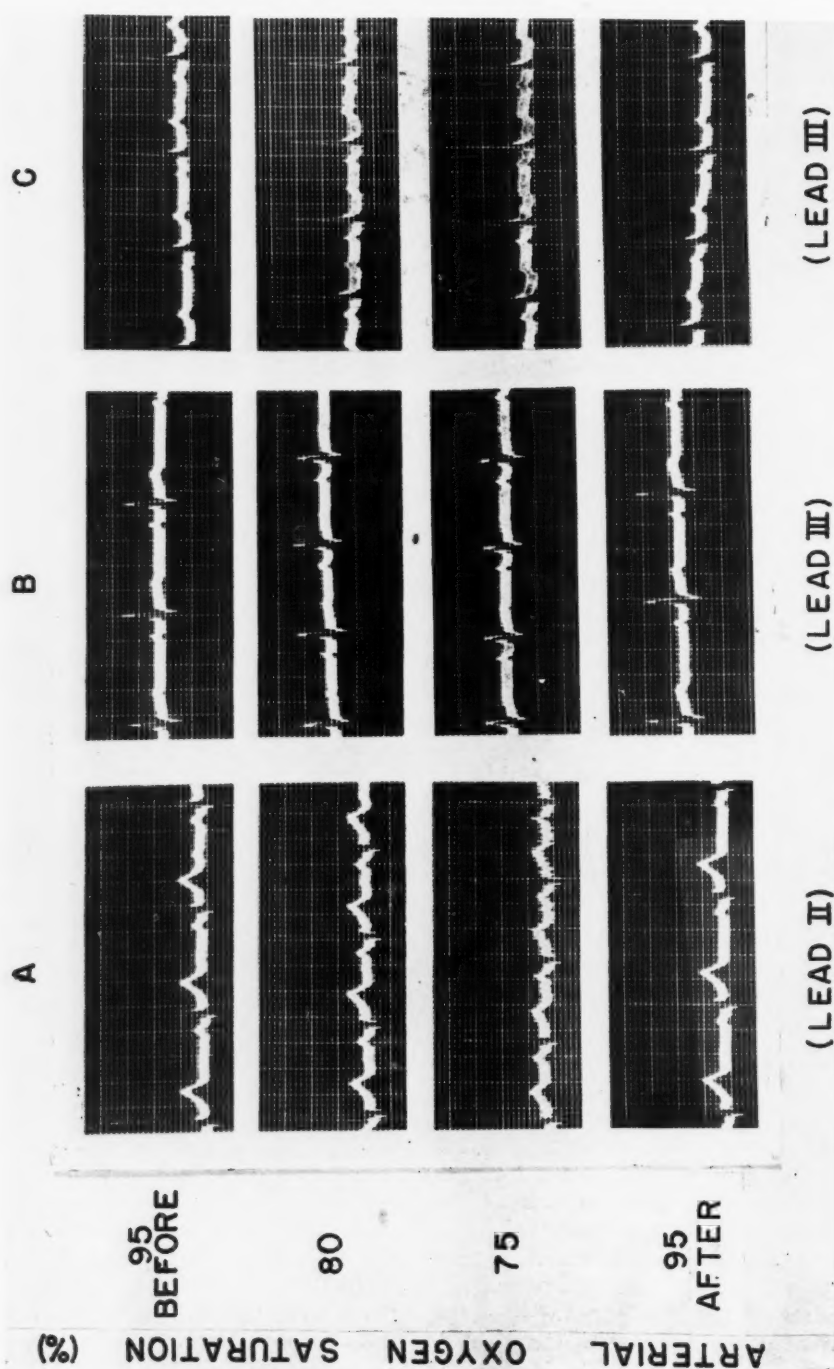 A
B
C
ARTERIAL OXYGEN SATURATION (%)
95
BEFORE
80
75
95
AFTER
(LEAD II)
(LEAD III)
(LEAD III)